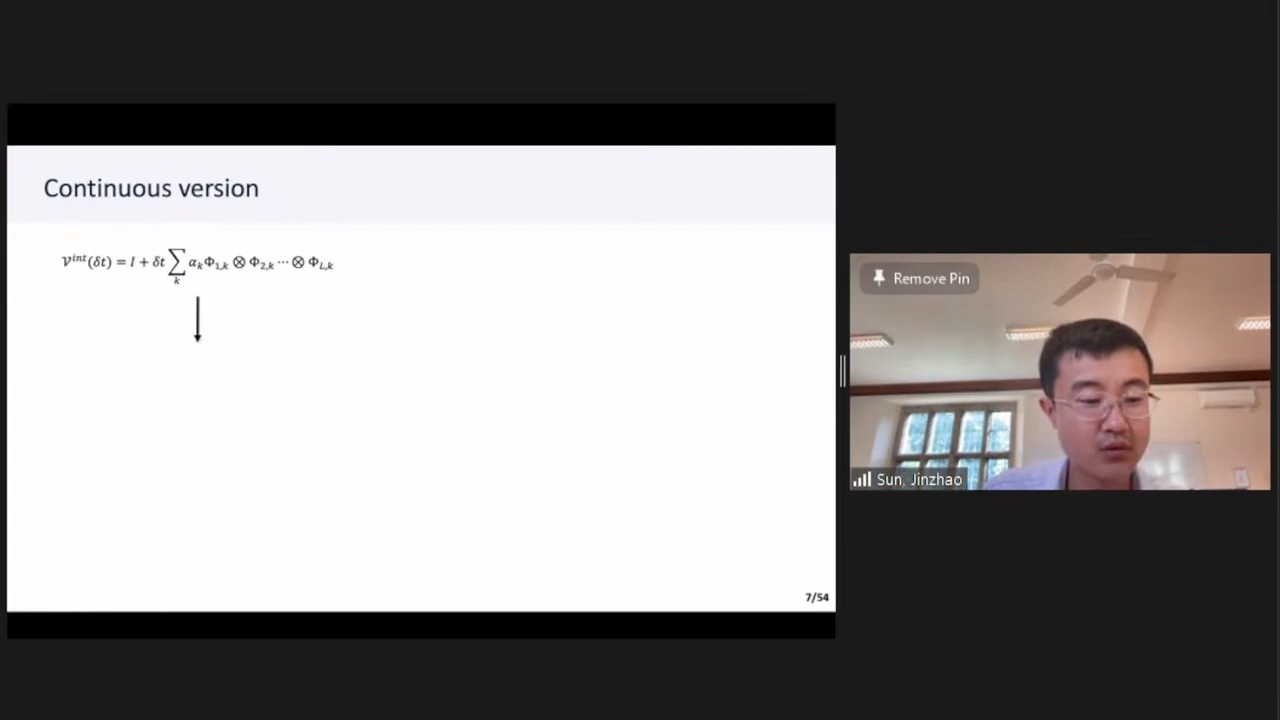 Continuous version
𝒱^{int}(δt) = I + δt ∑_k α_k Φ_{1,k} ⊗ Φ_{2,k} ⋯ ⊗ Φ_{L,k}
7/54
Remove Pin
Sun, Jinzhao